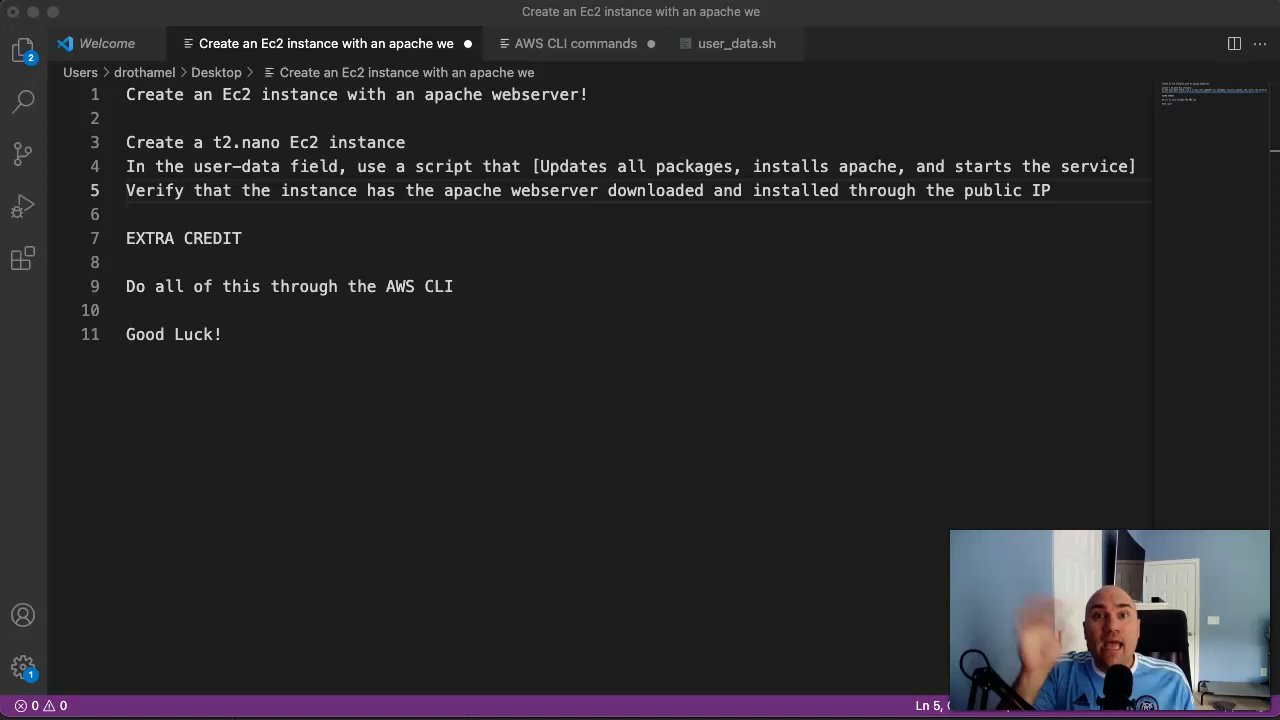 Create an Ec2 instance with an apache we
Welcome
Create an Ec2 instance with an apache we
AWS CLI commands
user_data.sh
Users
drothamel
Desktop
Create an Ec2 instance with an apache we
1 Create an Ec2 instance with an apache webserver!
2
3 Create a t2.nano Ec2 instance
4 In the user-data field, use a script that [Updates all packages, installs apache, and starts the service]
5 Verify that the instance has the apache webserver downloaded and installed through the public IP
6
7 EXTRA CREDIT
8
9 Do all of this through the AWS CLI
10
11 Good Luck!
2
1
0 0
Ln 5,